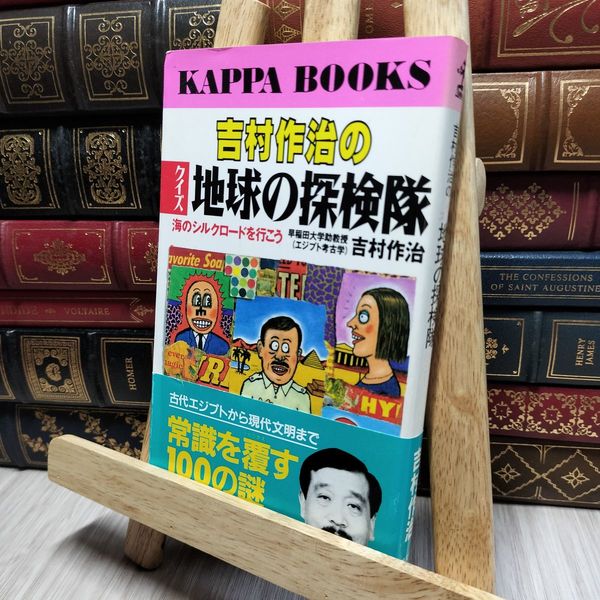 KAPPA BOOKS
吉村作治の
クイズ
地球の探検隊
海のシルクロードを行こう
早稲田大学助教授
(エジプト考古学)
吉村作治
avorite Soa
TE
HY!
古代エジプトから現代文明まで
常識を覆す
100の謎
VOLTAIRE
HOMER
THE CONFESSIONS
OF SAINT AUGUSTINE
HENRY
JAMES